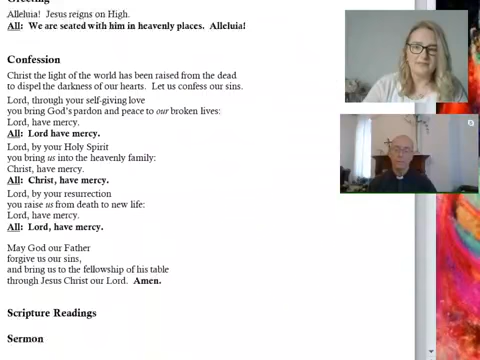 Greeting
Alleluia!  Jesus reigns on High.
All:  We are seated with him in heavenly places.  Alleluia!
Confession
Christ the light of the world has been raised from the dead
to dispel the darkness of our hearts.  Let us confess our sins.
Lord, through your self-giving love
you bring God's pardon and peace to our broken lives:
Lord, have mercy.
All:  Lord have mercy.
Lord, by your Holy Spirit
you bring us into the heavenly family:
Christ, have mercy.
All:  Christ, have mercy.
Lord, by your resurrection
you raise us from death to new life:
Lord, have mercy.
All:  Lord, have mercy.
May God our Father
forgive us our sins,
and bring us to the fellowship of his table
through Jesus Christ our Lord.  Amen.
Scripture Readings
Sermon